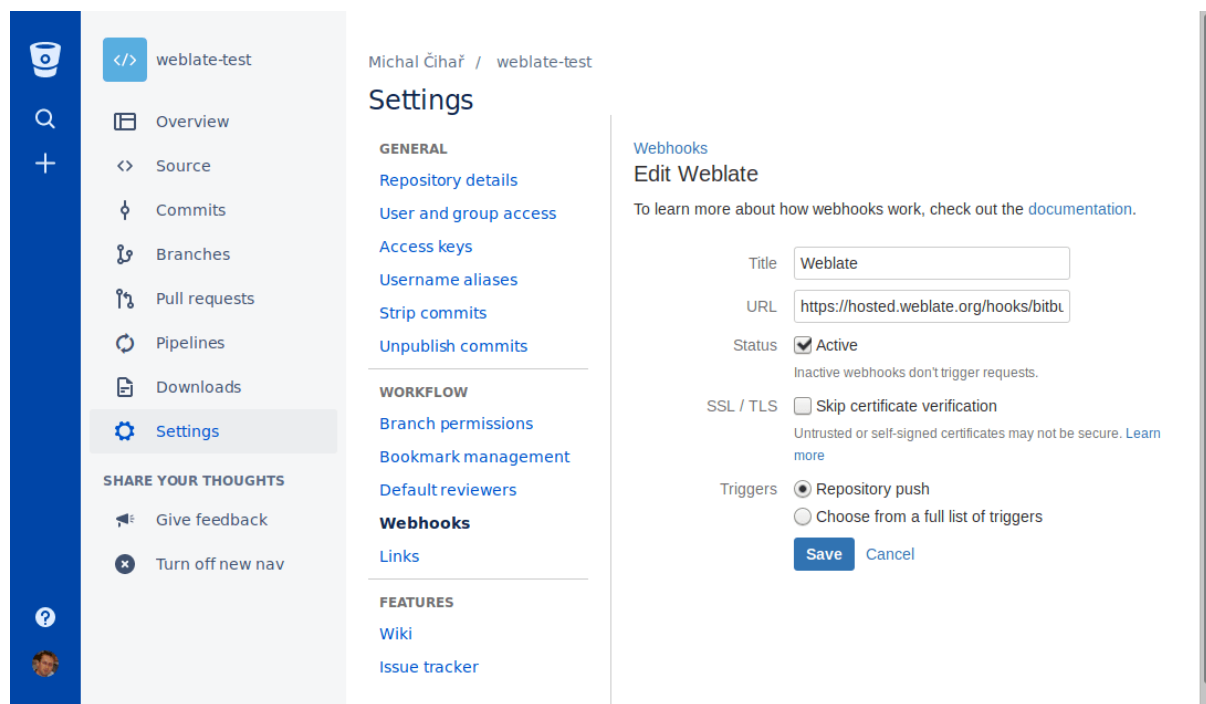 </> weblate-test
Overview
Source
Commits
Branches
Pull requests
Pipelines
Downloads
Settings
SHARE YOUR THOUGHTS
Give feedback
Turn off new nav
Michal Čihař / weblate-test
Settings
GENERAL
Repository details
User and group access
Access keys
Username aliases
Strip commits
Unpublish commits
WORKFLOW
Branch permissions
Bookmark management
Default reviewers
Webhooks
Links
FEATURES
Wiki
Issue tracker
Webhooks
Edit Weblate
To learn more about how webhooks work, check out the documentation.
Title Weblate
URL https://hosted.weblate.org/hooks/bitbu
Status Active
Inactive webhooks don't trigger requests.
SSL / TLS Skip certificate verification
Untrusted or self-signed certificates may not be secure. Learn
more
Triggers Repository push
Choose from a full list of triggers
Save Cancel